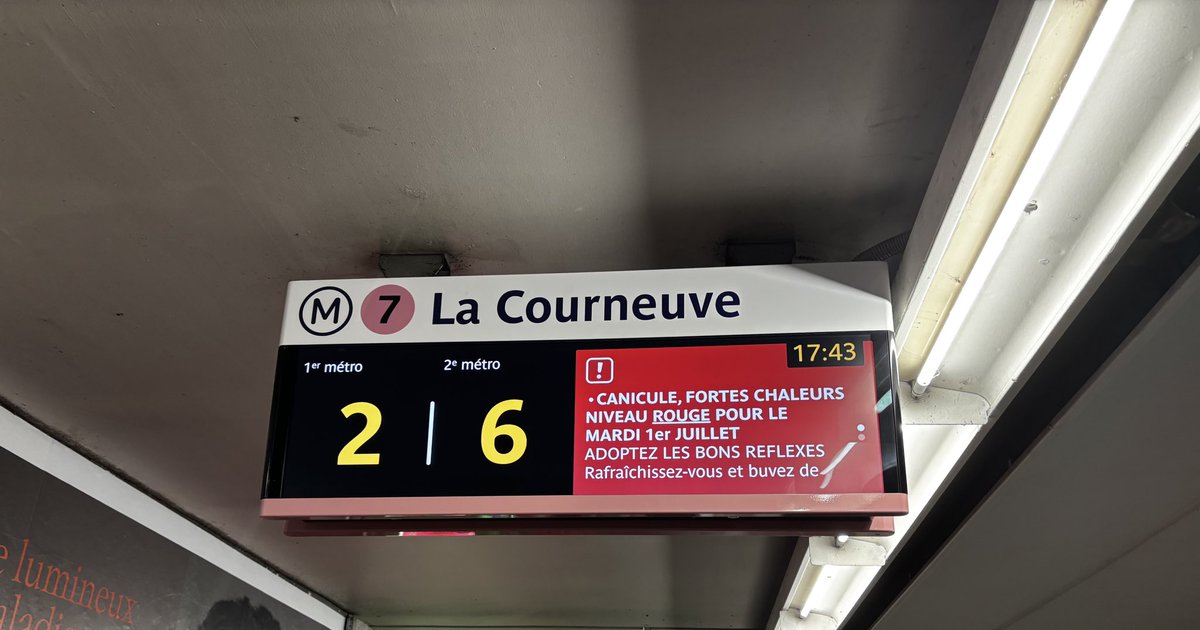 M 7 La Courneuve
1er métro 2e métro
2 6
17:43
!
• CANICULE, FORTES CHALEURS
NIVEAU ROUGE POUR LE
MARDI 1er JUILLET
ADOPTEZ LES BONS REFLEXES
Rafraîchissez-vous et buvez de
lumineux